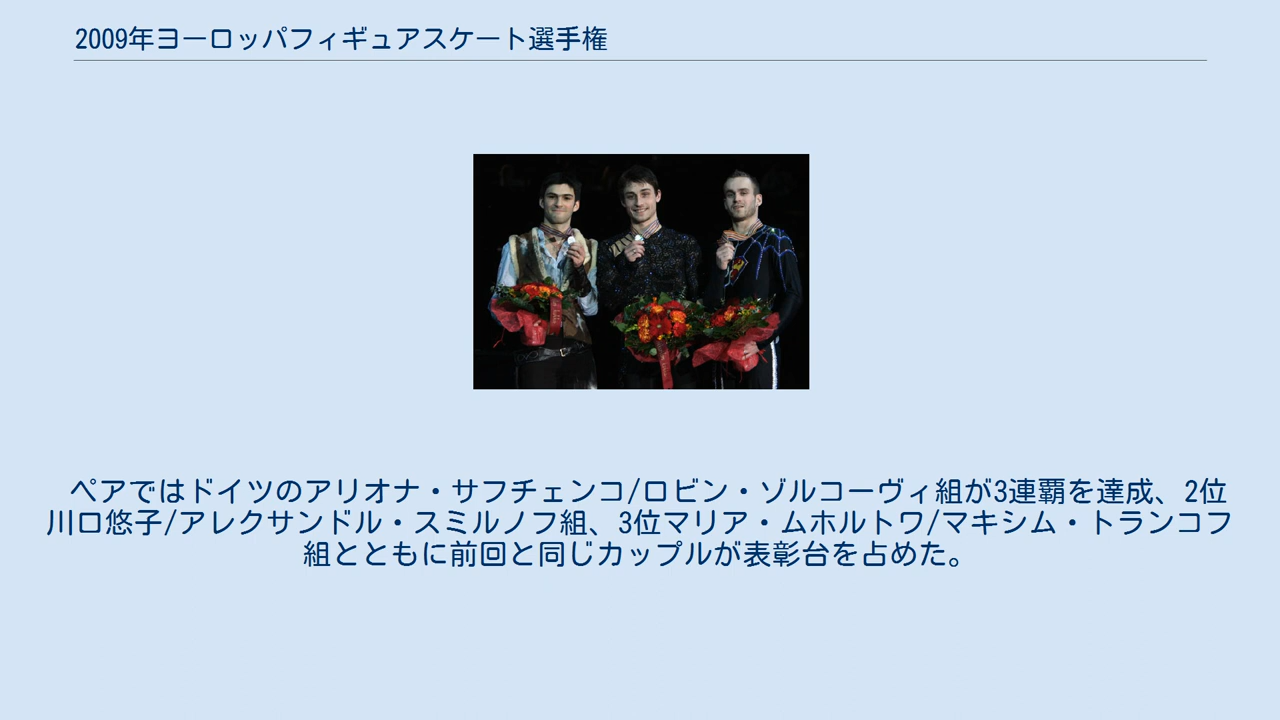 2009年ヨーロッパフィギュアスケート選手権
ペアではドイツのアリオナ・サフチェンコ/ロビン・ゾルコーヴィ組が3連覇を達成、2位
川口悠子/アレクサンドル・スミルノフ組、3位マリア・ムホルトワ/マキシム・トランコフ
組とともに前回と同じカップルが表彰台を占めた。